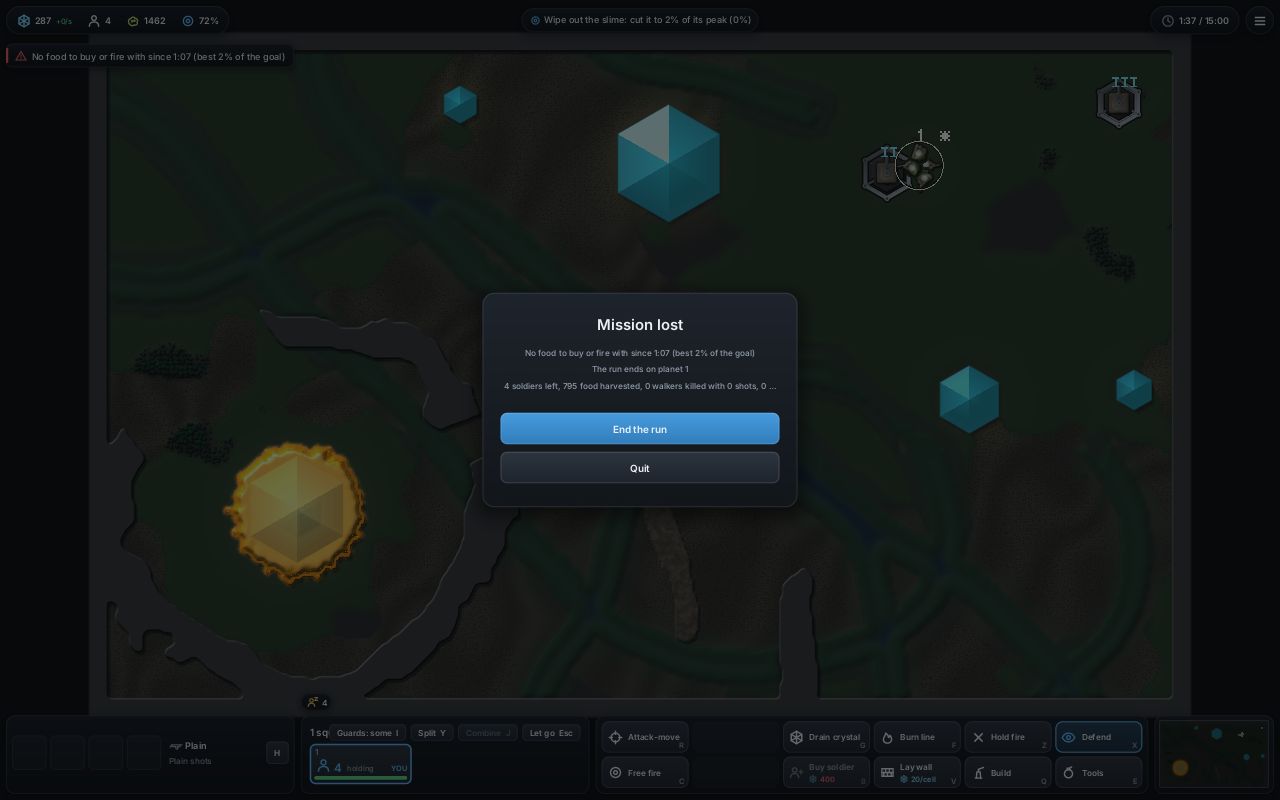 287 +0/s 4 1462 72%
Wipe out the slime: cut it to 2% of its peak (0%)
1:37 / 15:00
No food to buy or fire with since 1:07 (best 2% of the goal)
III
II
1
Mission lost
No food to buy or fire with since 1:07 (best 2% of the goal)
The run ends on planet 1
4 soldiers left, 795 food harvested, 0 walkers killed with 0 shots, 0 ...
End the run
Quit
4
Plain
Plain shots
H
1 sq
Guards: some I
Split Y
Combine J
Let go Esc
1
4 holding YOU
Attack-move R
Drain crystal G
Burn line F
Hold fire Z
Defend X
Free fire C
Buy soldier 400 B
Lay wall 20/cell V
Build Q
Tools E